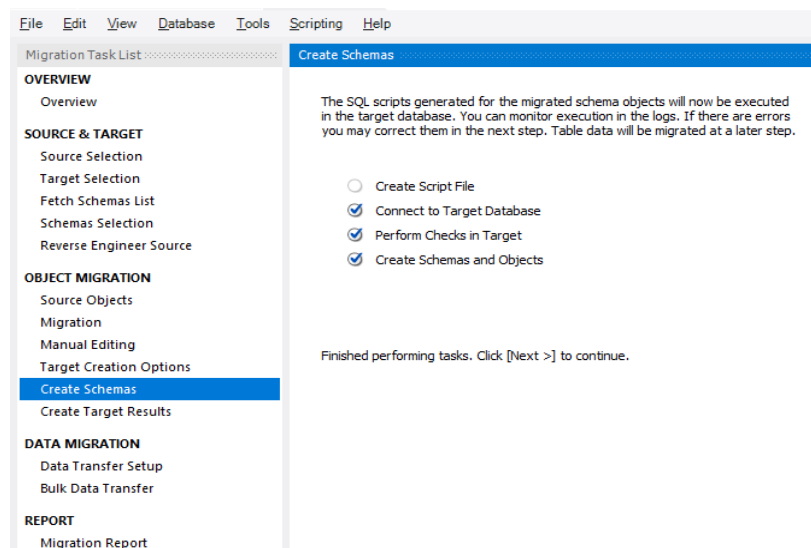 File Edit View Database Tools Scripting Help
Migration Task List
OVERVIEW
Overview
SOURCE & TARGET
Source Selection
Target Selection
Fetch Schemas List
Schemas Selection
Reverse Engineer Source
OBJECT MIGRATION
Source Objects
Migration
Manual Editing
Target Creation Options
Create Schemas
Create Target Results
DATA MIGRATION
Data Transfer Setup
Bulk Data Transfer
REPORT
Migration Report
Create Schemas
The SQL scripts generated for the migrated schema objects will now be executed
in the target database. You can monitor execution in the logs. If there are errors
you may correct them in the next step. Table data will be migrated at a later step.
Create Script File
Connect to Target Database
Perform Checks in Target
Create Schemas and Objects
Finished performing tasks. Click [Next >] to continue.